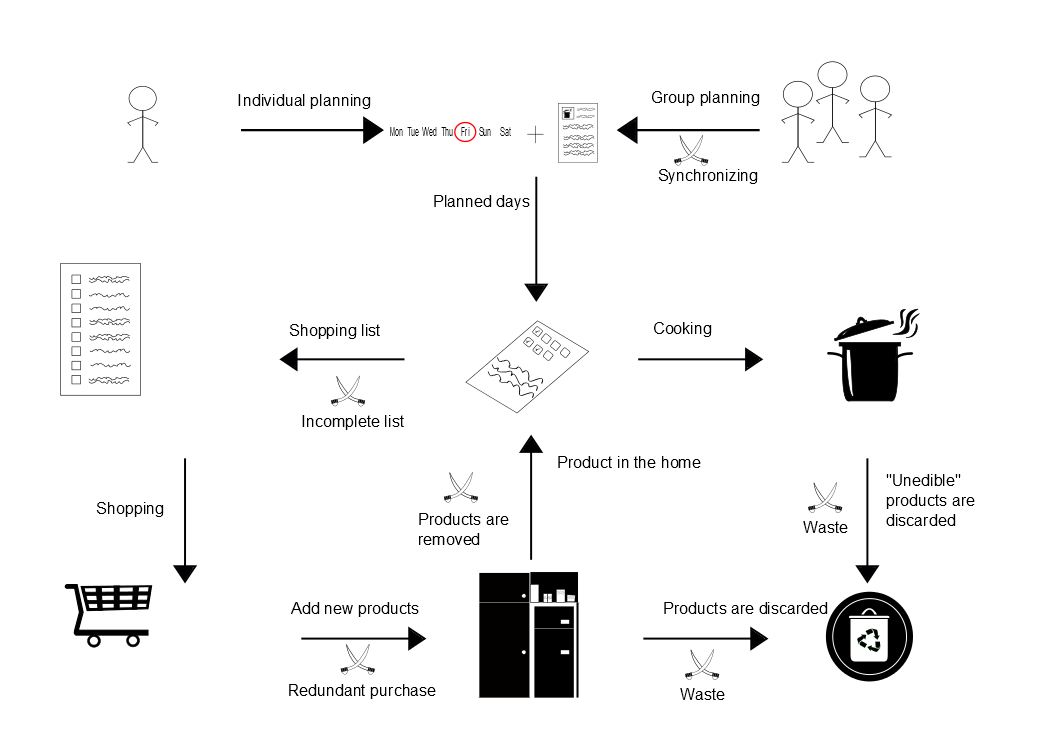 Individual planning
Group planning
Mon Tue Wed Thu Fri Sun Sat
Synchronizing
Planned days
Shopping list
Cooking
Incomplete list
Product in the home
"Unedible"
products are
discarded
Shopping
Products are
removed
Waste
Add new products
Products are discarded
Redundant purchase
Waste